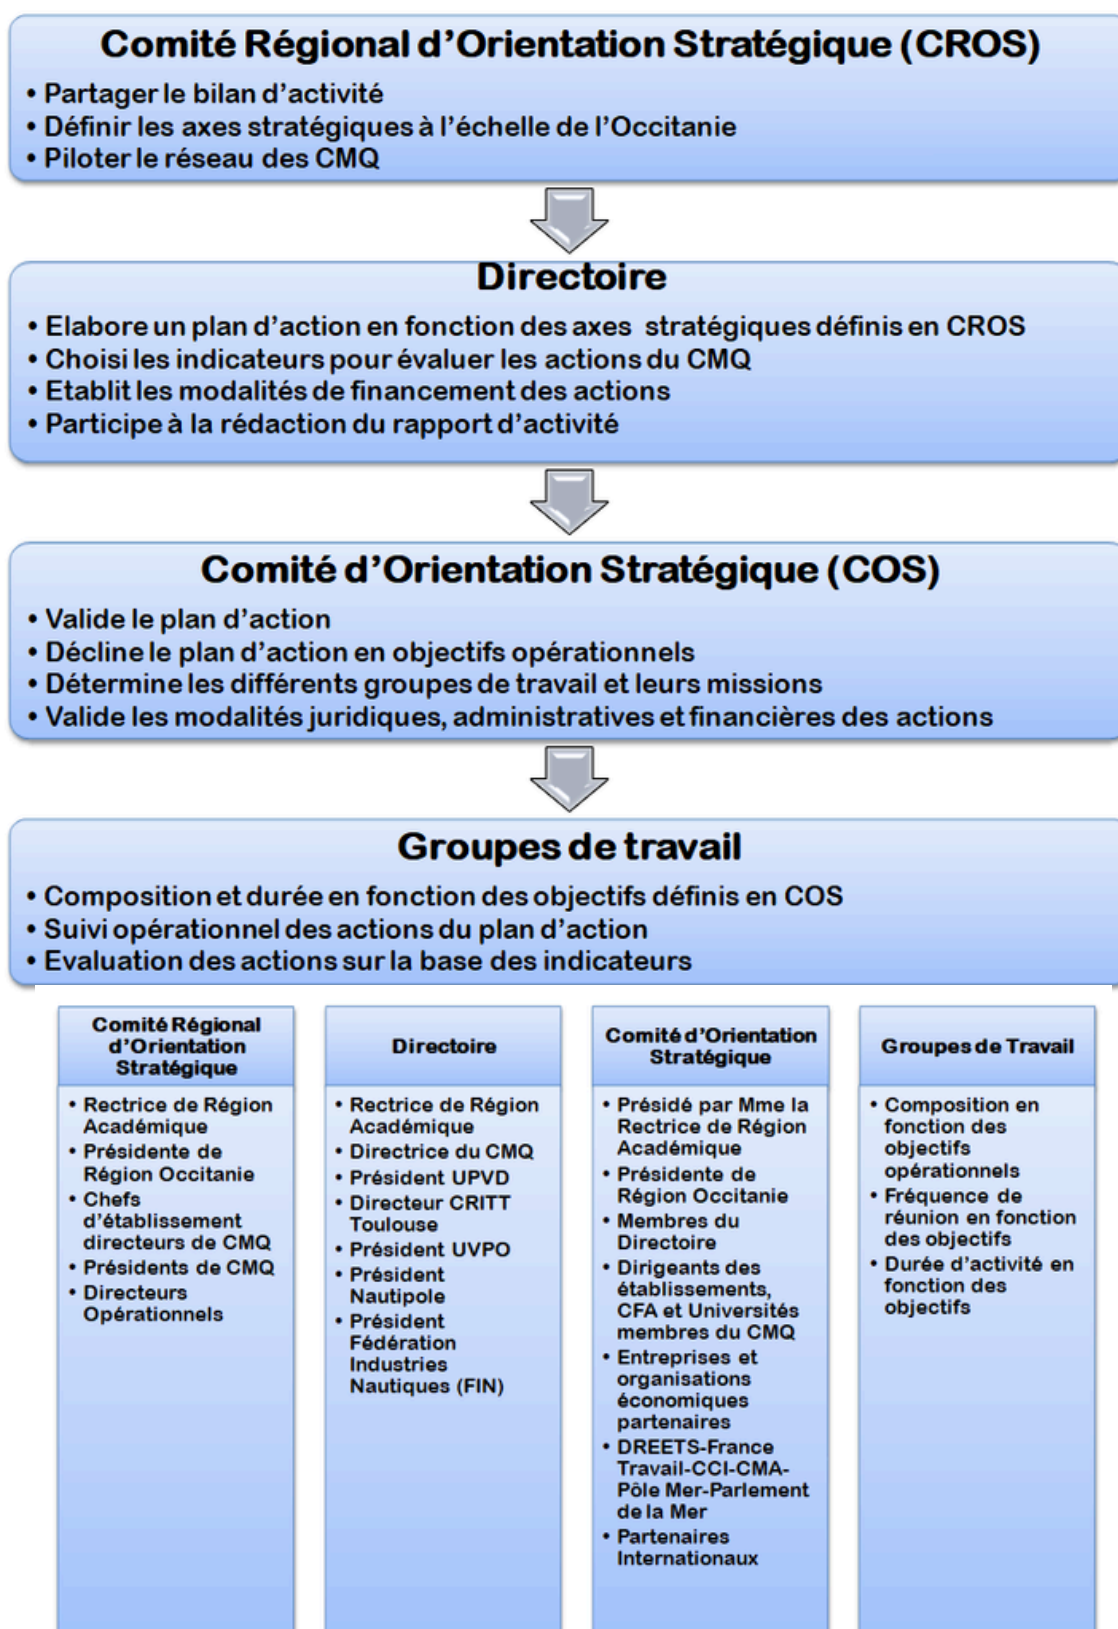 Comité Régional d’Orientation Stratégique (CROS)
• Partager le bilan d’activité
• Définir les axes stratégiques à l’échelle de l’Occitanie
• Piloter le réseau des CMQ
Directoire
• Elabore un plan d’action en fonction des axes stratégiques définis en CROS
• Choisi les indicateurs pour évaluer les actions du CMQ
• Etablit les modalités de financement des actions
• Participe à la rédaction du rapport d’activité
Comité d’Orientation Stratégique (COS)
• Valide le plan d’action
• Décline le plan d’action en objectifs opérationnels
• Détermine les différents groupes de travail et leurs missions
• Valide les modalités juridiques, administratives et financières des actions
Groupes de travail
• Composition et durée en fonction des objectifs définis en COS
• Suivi opérationnel des actions du plan d’action
• Evaluation des actions sur la base des indicateurs
Comité Régional
d’Orientation
Stratégique
• Rectrice de Région
Académique
• Présidente de
Région Occitanie
• Chefs
d’établissement
directeurs de CMQ
• Présidents de CMQ
• Directeurs
Opérationnels
Directoire
• Rectrice de Région
Académique
• Directrice du CMQ
• Président UPVD
• Directeur CRITT
Toulouse
• Président UVPO
• Président
Nautipole
• Président
Fédération
Industries
Nautiques (FIN)
Comité d’Orientation
Stratégique
• Présidé par Mme la
Rectrice de Région
Académique
• Présidente de
Région Occitanie
• Membres du
Directoire
• Dirigeants des
établissements,
CFA et Universités
membres du CMQ
• Entreprises et
organisations
économiques
partenaires
• DREETS-France
Travail-CCI-CMA-
Pôle Mer-Parlement
de la Mer
• Partenaires
Internationaux
Groupes de Travail
• Composition en
fonction des
objectifs
opérationnels
• Fréquence de
réunion en fonction
des objectifs
• Durée d’activité en
fonction des
objectifs